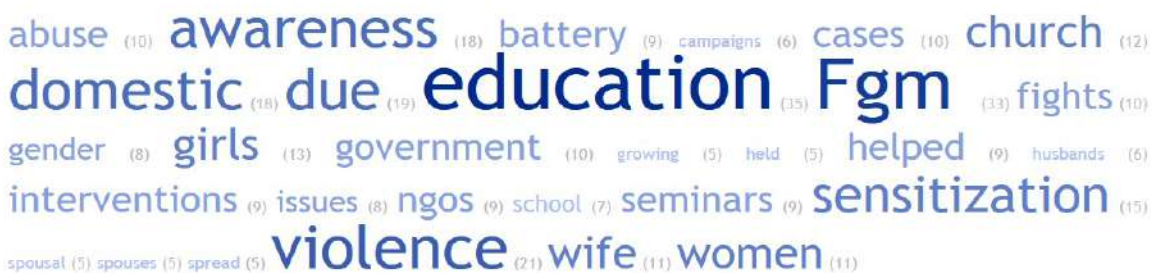 abuse (10) awareness (18) battery (9) campaigns (6) cases (10) church (12)
domestic (18) due (19) education (35) Fgm (33) fights (10)
gender (8) girls (13) government (10) growing (5) held (5) helped (9) husbands (6)
interventions (9) issues (8) ngos (9) school (7) seminars (9) sensitization (15)
spousal (5) spouses (5) spread (5) violence (21) wife (11) women (11)